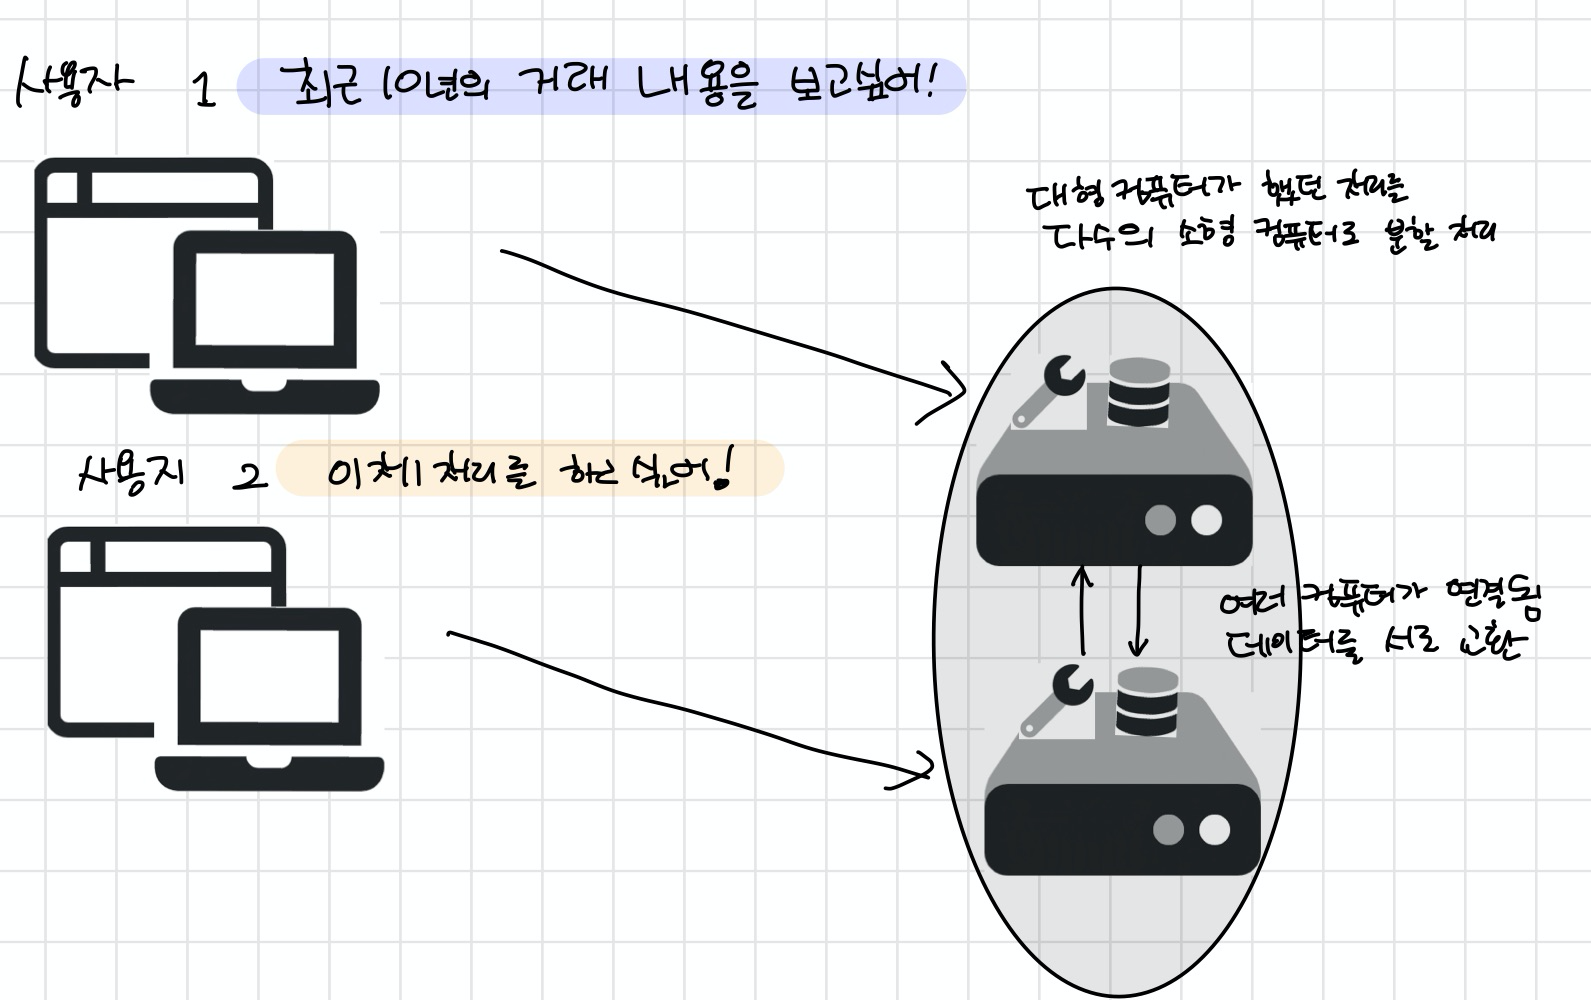 사용자 1 최근 10년의 거래 내용을 보고싶어!
대형 컴퓨터가 했던 처리를
다수의 소형 컴퓨터로 분할 처리
사용자 2 이체 처리를 하고 싶어!
여러 컴퓨터가 연결됨
데이터를 서로 교환